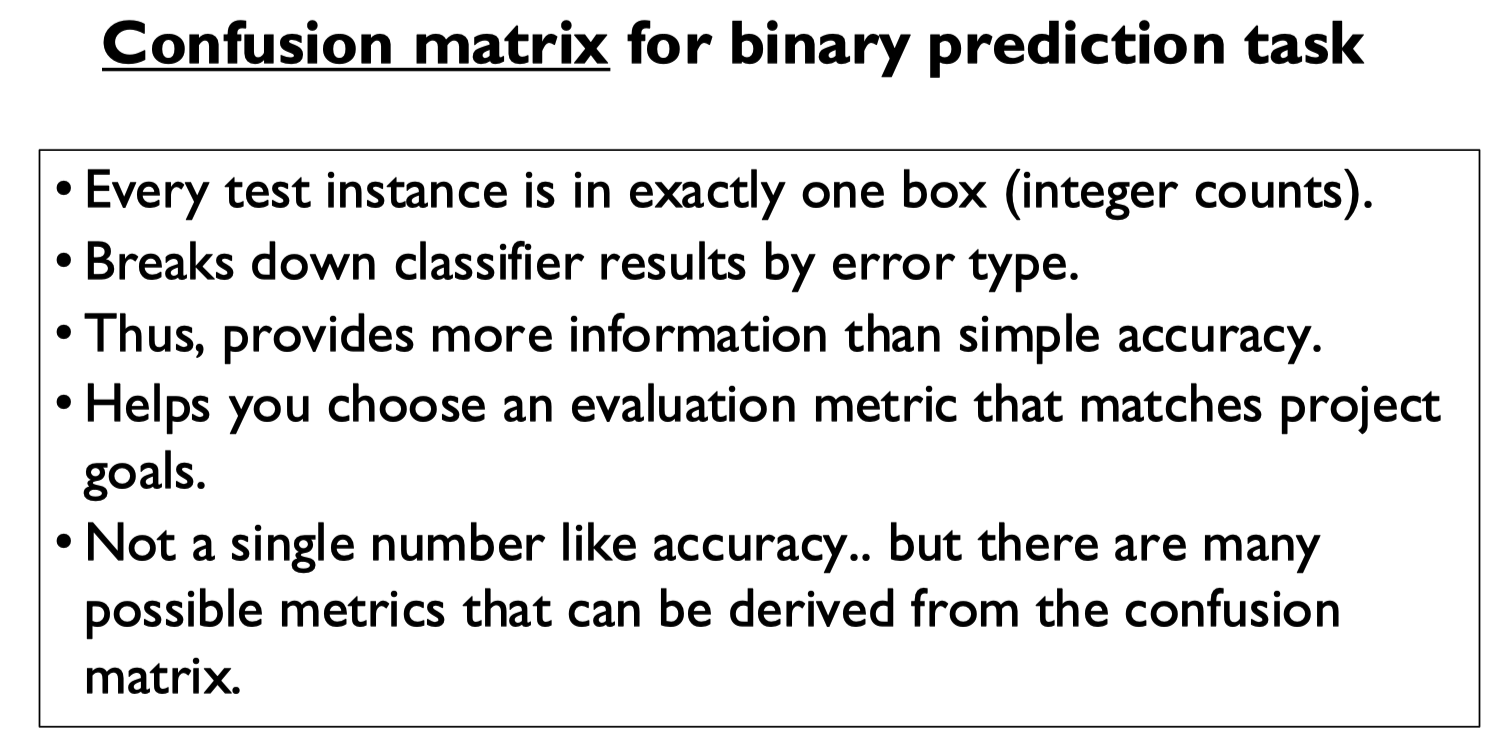 Confusion matrix for binary prediction task
• Every test instance is in exactly one box (integer counts).
• Breaks down classifier results by error type.
• Thus, provides more information than simple accuracy.
• Helps you choose an evaluation metric that matches project
goals.
• Not a single number like accuracy.. but there are many
possible metrics that can be derived from the confusion
matrix.